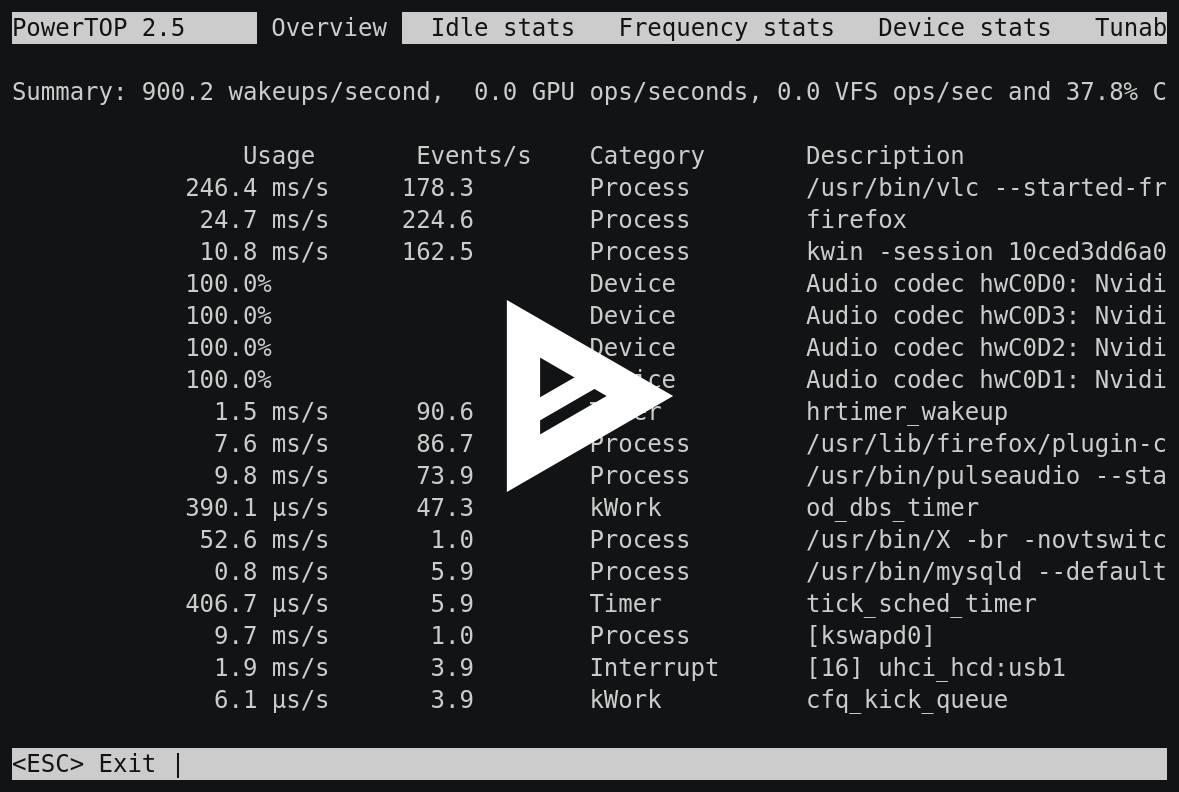 PowerTOP 2.5 Overview Idle stats Frequency stats Device stats Tunab
Summary: 900.2 wakeups/second, 0.0 GPU ops/seconds, 0.0 VFS ops/sec and 37.8% C
Usage Events/s Category Description
246.4 ms/s 178.3 Process /usr/bin/vlc --started-fr
24.7 ms/s 224.6 Process firefox
10.8 ms/s 162.5 Process kwin -session 10ced3dd6a0
100.0% Device Audio codec hwC0D0: Nvidi
100.0% Device Audio codec hwC0D3: Nvidi
100.0% Device Audio codec hwC0D2: Nvidi
100.0% Audio codec hwC0D1: Nvidi
1.5 ms/s 90.6 hrtimer_wakeup
7.6 ms/s 86.7 Process /usr/lib/firefox/plugin-c
9.8 ms/s 73.9 Process /usr/bin/pulseaudio --sta
390.1 µs/s 47.3 kWork od_dbs_timer
52.6 ms/s 1.0 Process /usr/bin/X -br -novtswitc
0.8 ms/s 5.9 Process /usr/bin/mysqld --default
406.7 µs/s 5.9 Timer tick_sched_timer
9.7 ms/s 1.0 Process [kswapd0]
1.9 ms/s 3.9 Interrupt [16] uhci_hcd:usb1
6.1 µs/s 3.9 kWork cfq_kick_queue
<ESC> Exit |